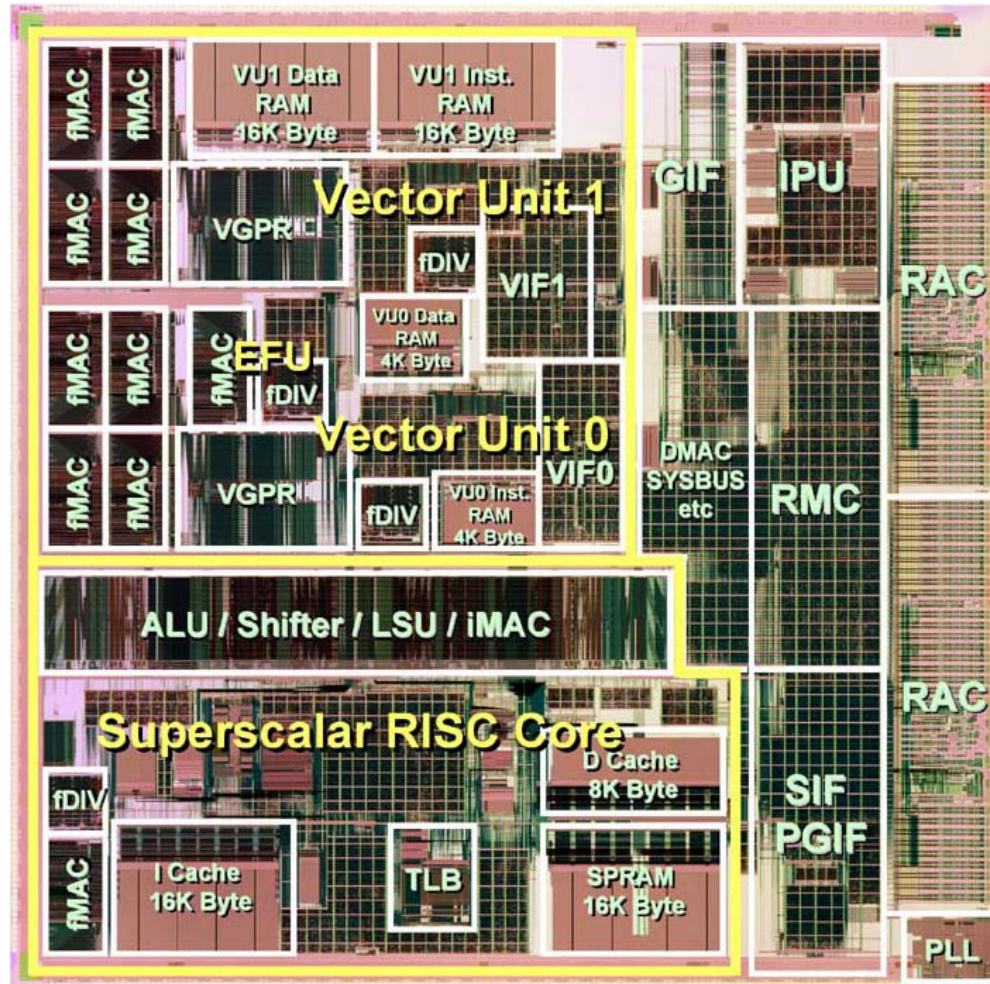 fMAC
fMAC
VU1 Data
RAM
16K Byte
VU1 Inst.
RAM
16K Byte
fMAC
fMAC
VGPR
Vector Unit 1
fDIV
VIF1
GIF
IPU
RAC
fMAC
fMAC
fMAC
EFU
fDIV
VU0 Data
RAM
4K Byte
Vector Unit 0
fMAC
fMAC
VGPR
fDIV
VU0 Inst.
RAM
4K Byte
VIF0
DMAC
SYSBUS
etc
RMC
ALU / Shifter / LSU / iMAC
RAC
Superscalar RISC Core
fDIV
fMAC
I Cache
16K Byte
TLB
D Cache
8K Byte
SPRAM
16K Byte
SIF
PGIF
PLL